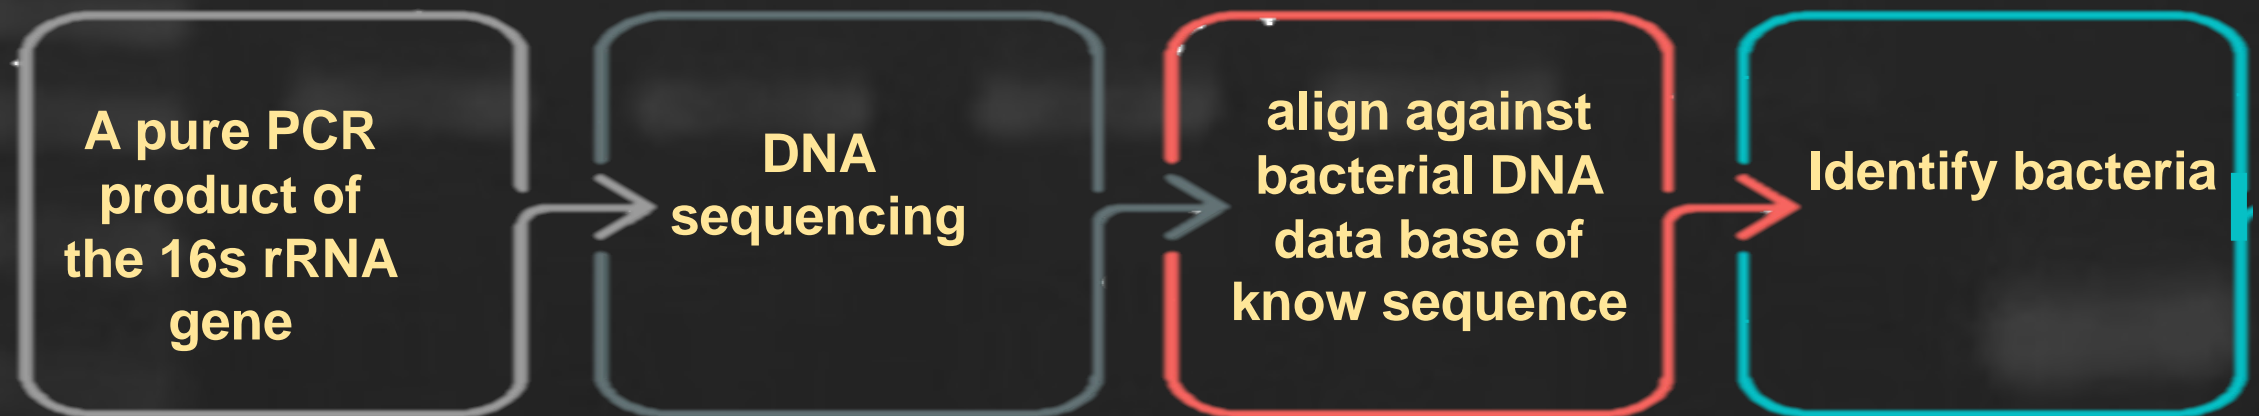 A pure PCR
product of
the 16s rRNA
gene
DNA
sequencing
align against
bacterial DNA
data base of
know sequence
Identify bacteria